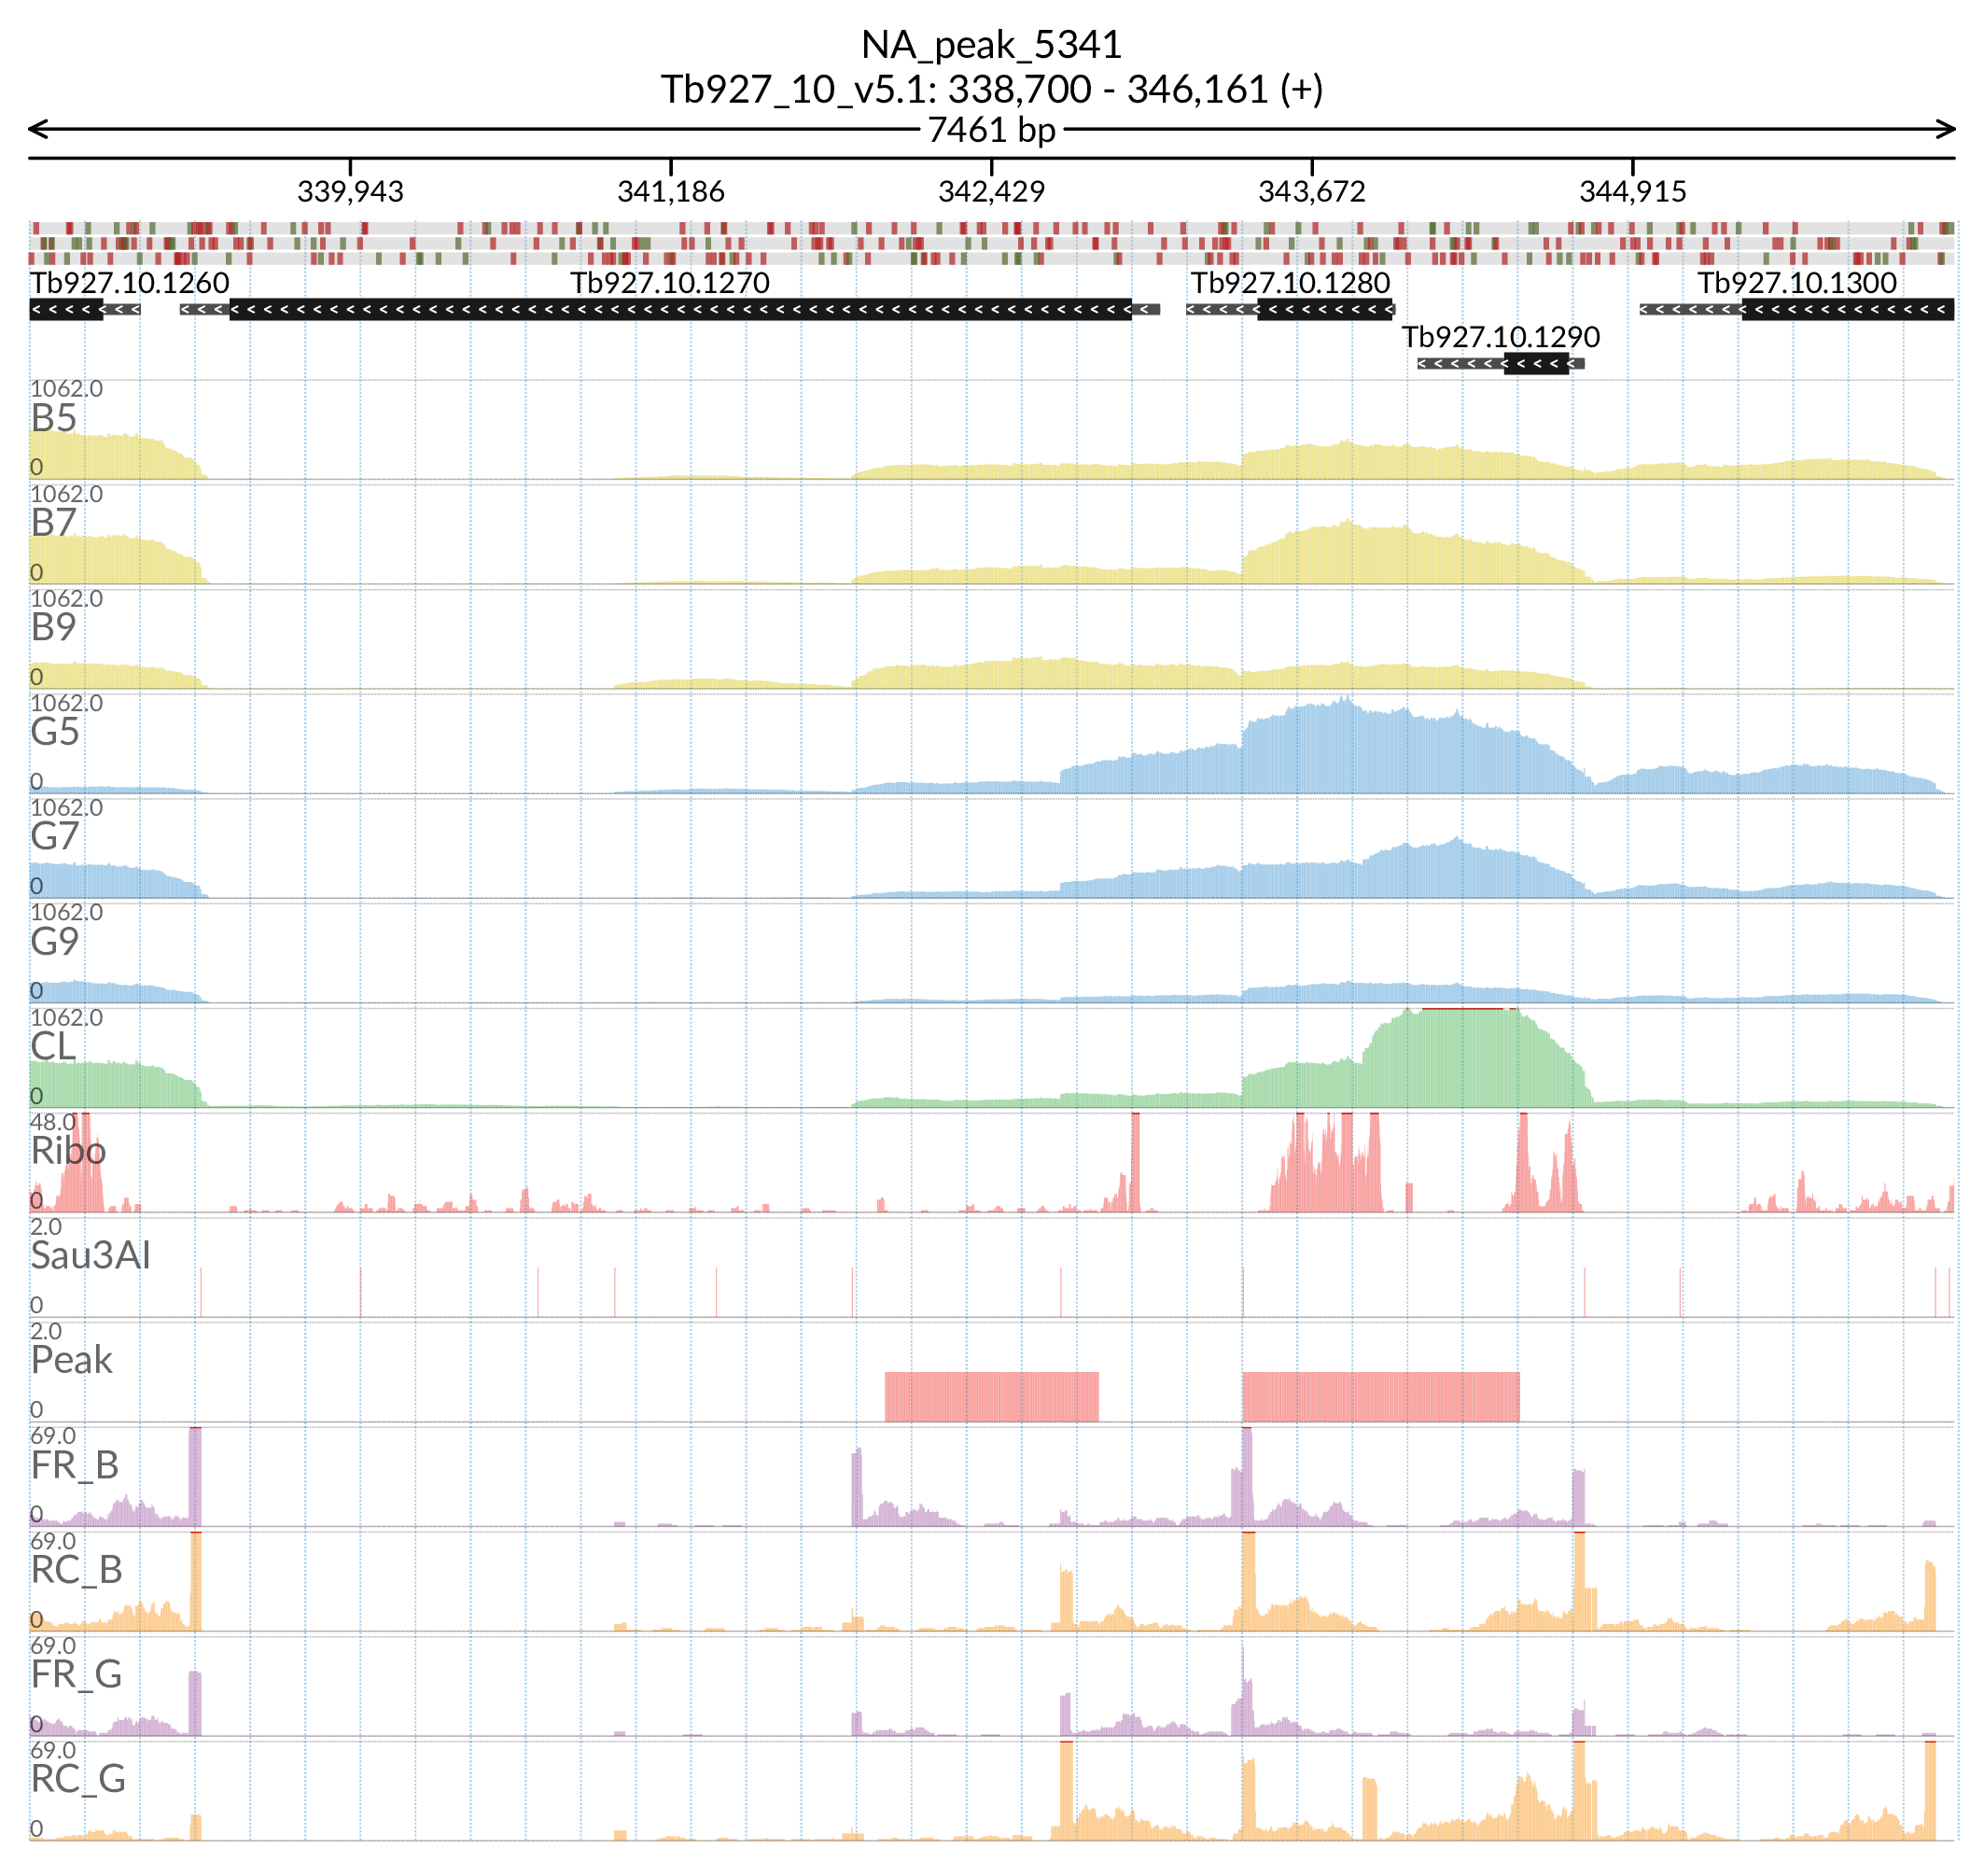 NA_peak_5341
Tb927_10_v5.1: 338,700 - 346,161 (+)
7461 bp
339,943 341,186 342,429 343,672 344,915
Tb927.10.1260 Tb927.10.1270 Tb927.10.1280 Tb927.10.1300
Tb927.10.1290
1062.0
B5
0
1062.0
B7
0
1062.0
B9
0
1062.0
G5
0
1062.0
G7
0
1062.0
G9
0
1062.0
CL
0
48.0
Ribo
0
2.0
Sau3AI
0
2.0
Peak
0
69.0
FR_B
0
69.0
RC_B
0
69.0
FR_G
0
69.0
RC_G
0